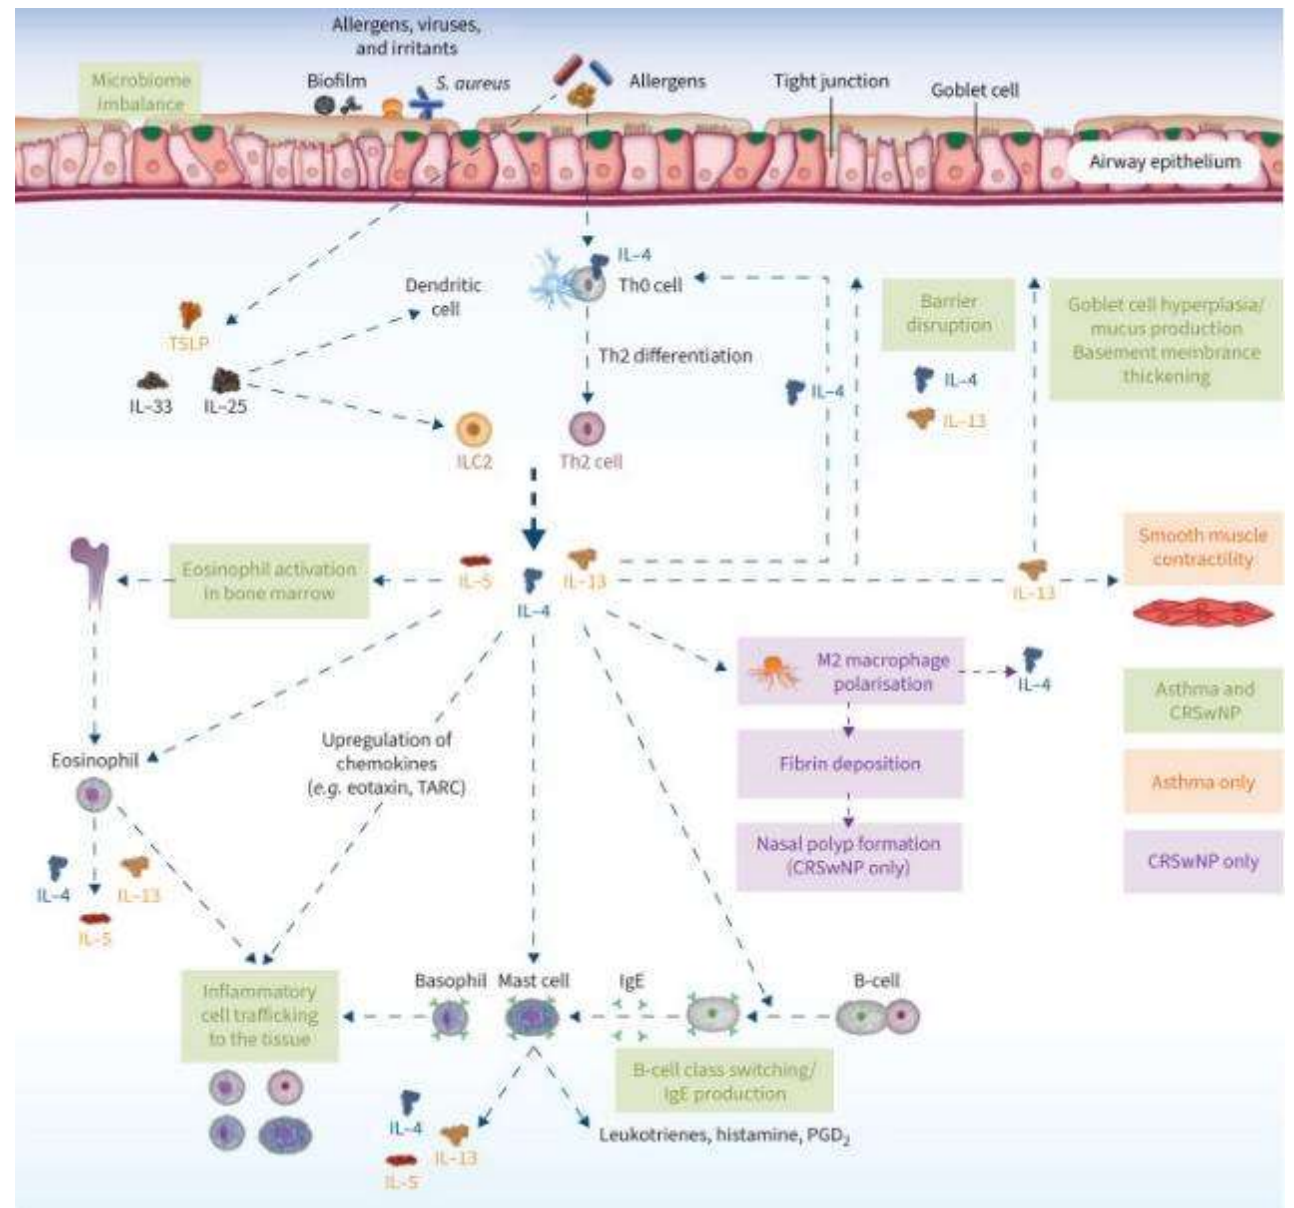 Allergens, viruses,
and irritants
Microbiome
imbalance
Biofilm
S. aureus
Allergens
Tight junction
Goblet cell
Airway epithelium
IL–4
Th0 cell
Dendritic
cell
TSLP
IL–33
IL–25
Th2 differentiation
ILC2
Th2 cell
IL–4
Barrier
disruption
IL–4
IL–13
Goblet cell hyperplasia/
mucus production
Basement membrane
thickening
Eosinophil activation
in bone marrow
IL–5
IL–4
IL–13
IL–13
Smooth muscle
contractility
M2 macrophage
polarisation
IL–4
Fibrin deposition
Nasal polyp formation
(CRSwNP only)
Asthma and
CRSwNP
Asthma only
CRSwNP only
Eosinophil
IL–4
IL–13
IL–5
Upregulation of
chemokines
(e.g. eotaxin, TARC)
Inflammatory
cell trafficking
to the tissue
Basophil
Mast cell
IgE
B-cell
B-cell class switching/
IgE production
IL–4
IL–13
IL–5
Leukotrienes, histamine, PGD₂